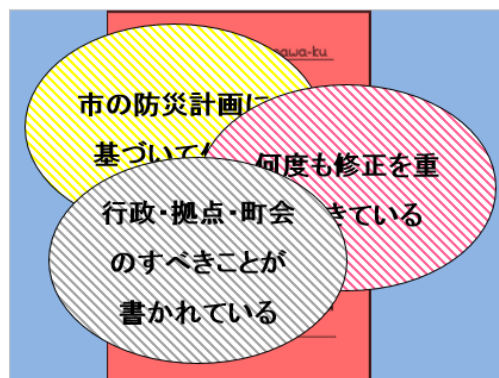 awa-ku
市の防災計画に
基づいて
何度も修正を重
きている
行政・拠点・町会
のすべきことが
書かれている